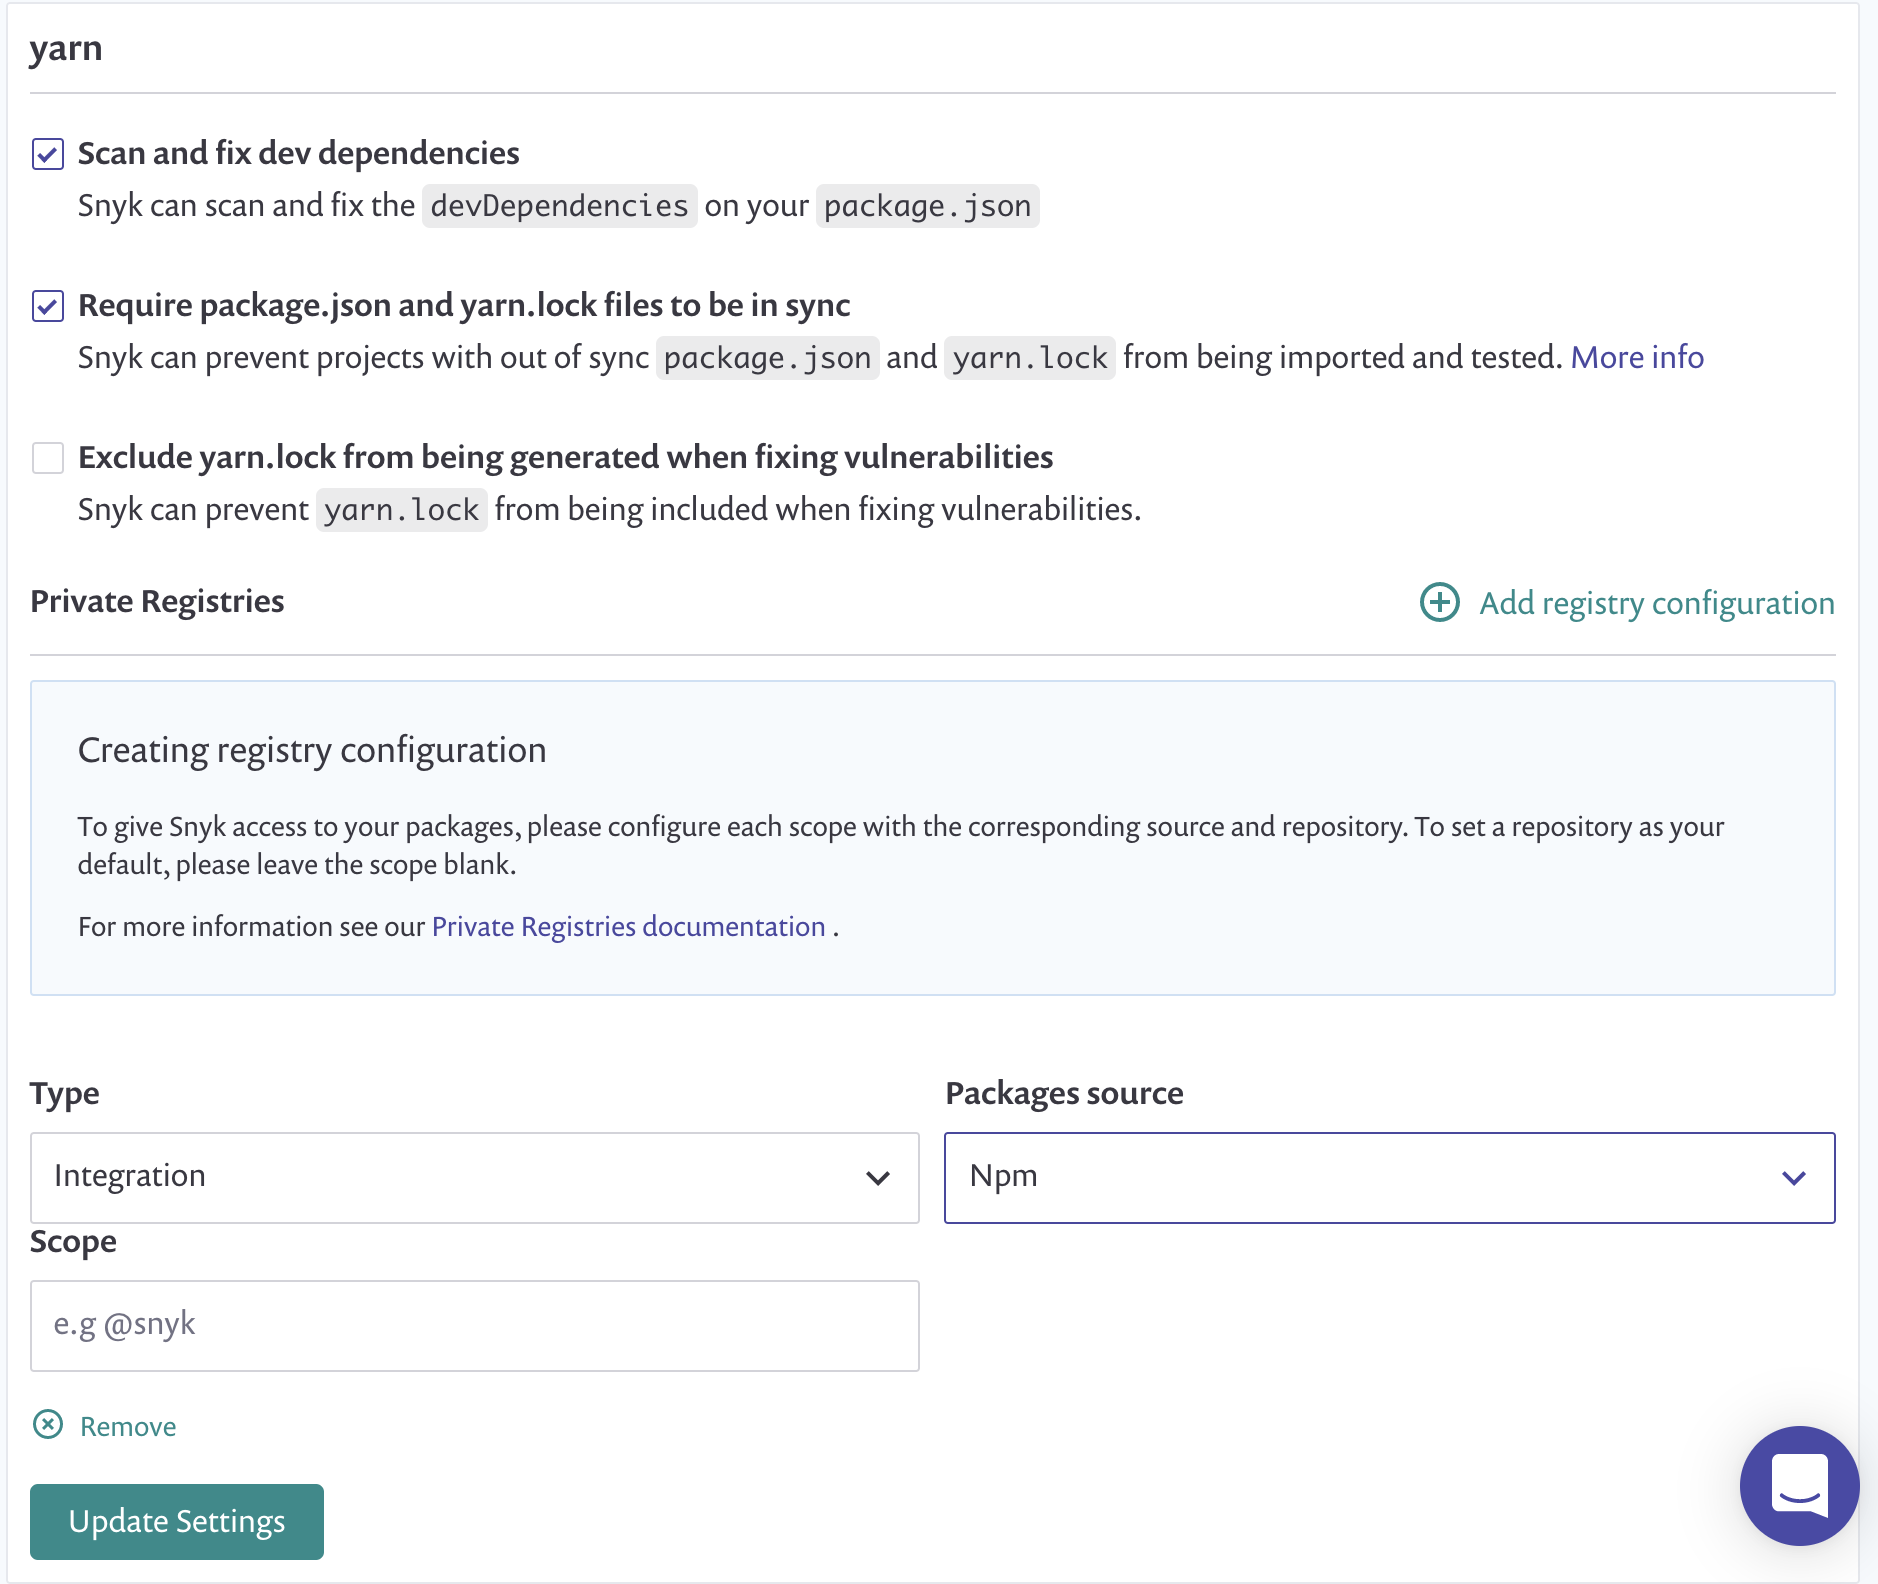 yarn
Scan and fix dev dependencies
Snyk can scan and fix the devDependencies on your package.json
Require package.json and yarn.lock files to be in sync
Snyk can prevent projects with out of sync package.json and yarn.lock from being imported and tested. More info
Exclude yarn.lock from being generated when fixing vulnerabilities
Snyk can prevent yarn.lock from being included when fixing vulnerabilities.
Private Registries
Add registry configuration
Creating registry configuration
To give Snyk access to your packages, please configure each scope with the corresponding source and repository. To set a repository as your
default, please leave the scope blank.
For more information see our Private Registries documentation .
Type
Packages source
Integration
Npm
Scope
e.g @snyk
Remove
Update Settings